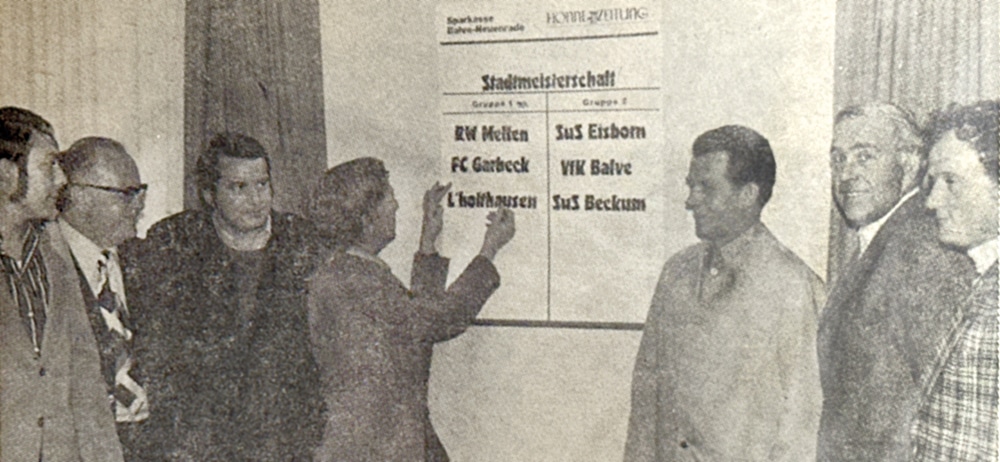 Sparkasse
Balve-Neuenrade
HÖNNE-ZEITUNG
Stadtmeisterschaft
Gruppe 1
Gruppe 2
RW Mellen
SuS Eisborn
FC Garbeck
VfK Balve
L'holthausen
SuS Beckum